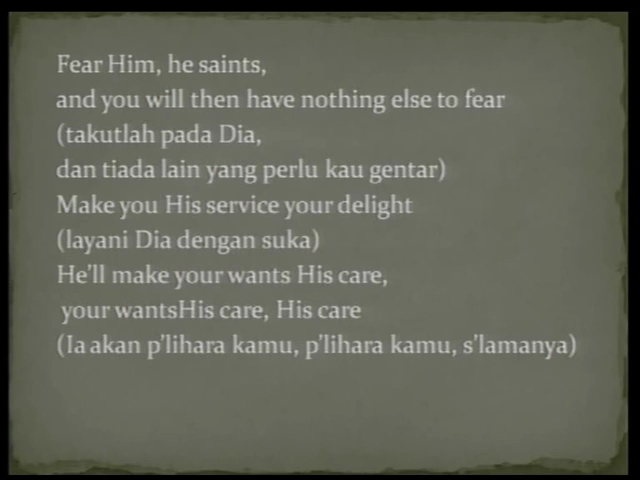 Fear Him, he saints,
and you will then have nothing else to fear
(takutlah pada Dia,
dan tiada lain yang perlu kau gentar)
Make you His service your delight
(layani Dia dengan suka)
He'll make your wants His care,
your wantsHis care, His care
(Ia akan p'lihara kamu, p'lihara kamu, s'lamanya)